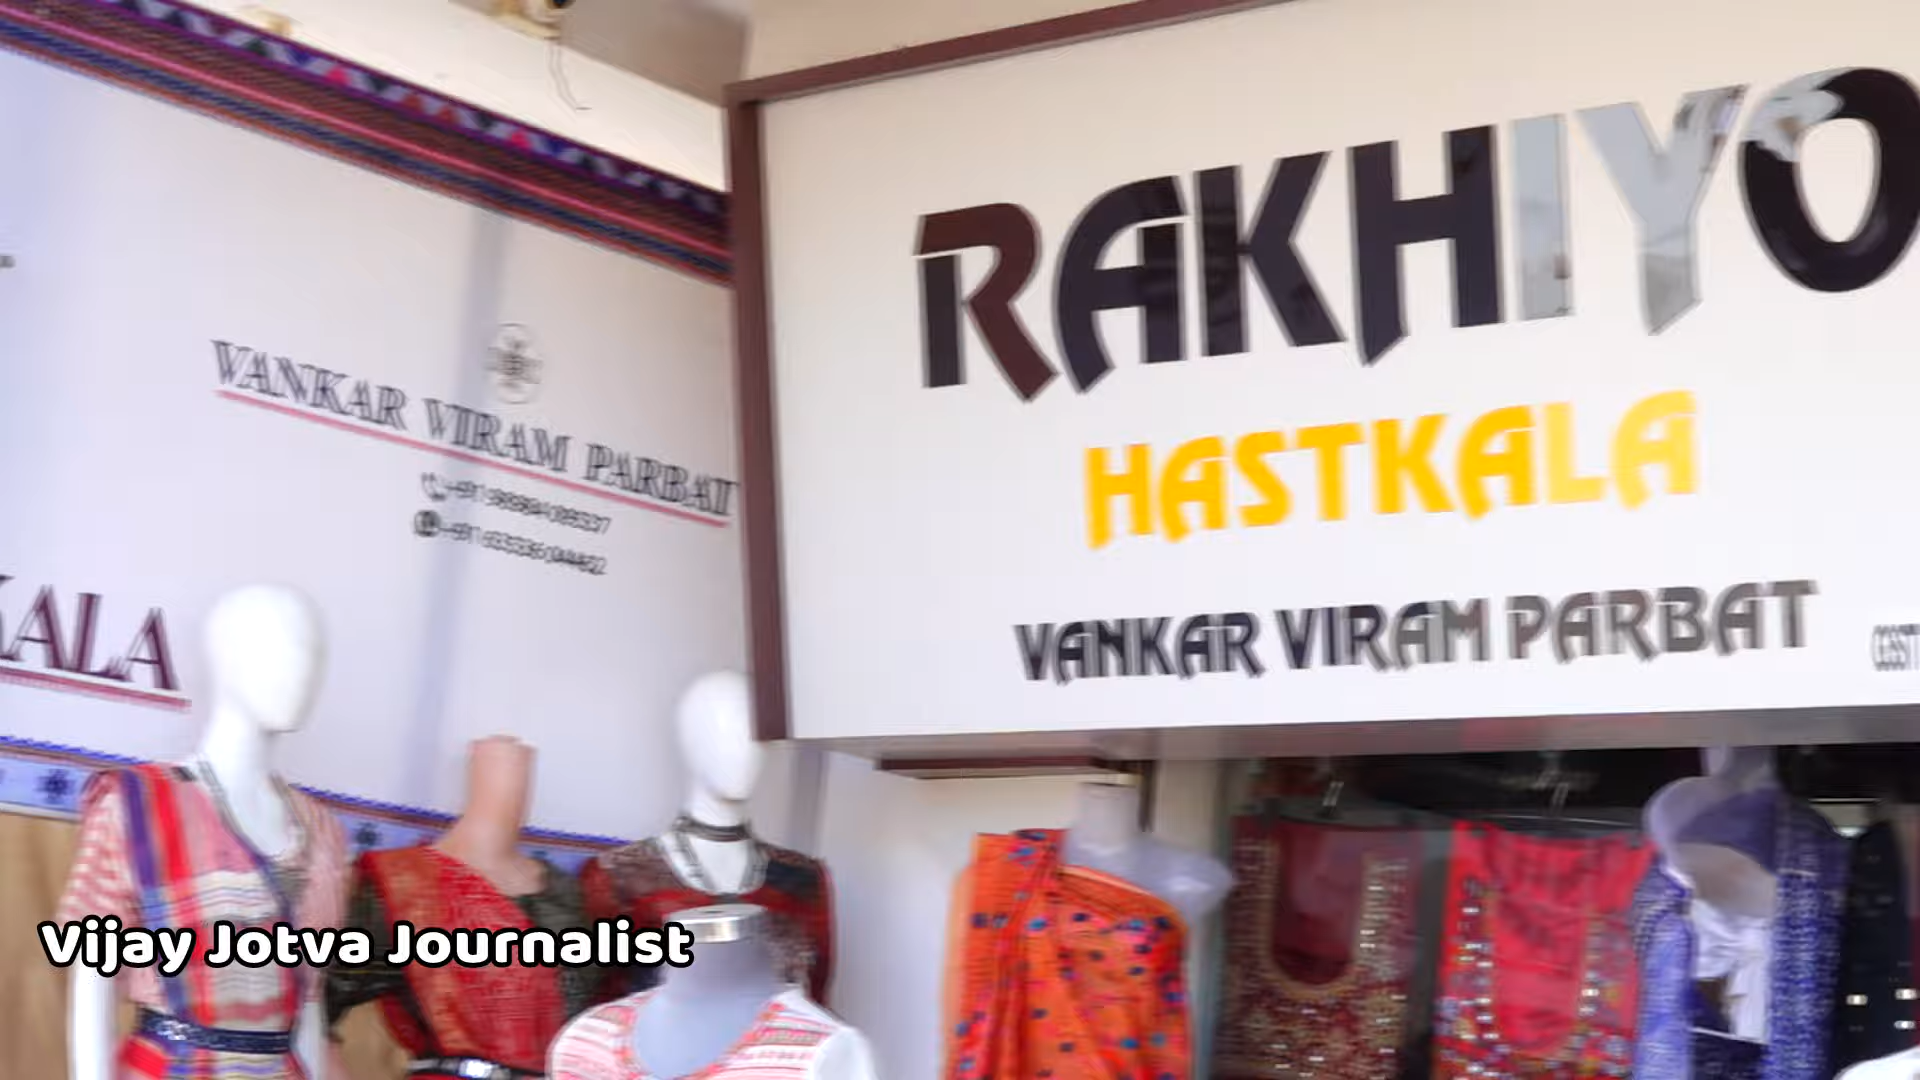 VANKAR VIRAM PARBAT
KALA
RAKHIYO
HASTKALA
VANKAR VIRAM PARBAT
Vijay Jotva Journalist